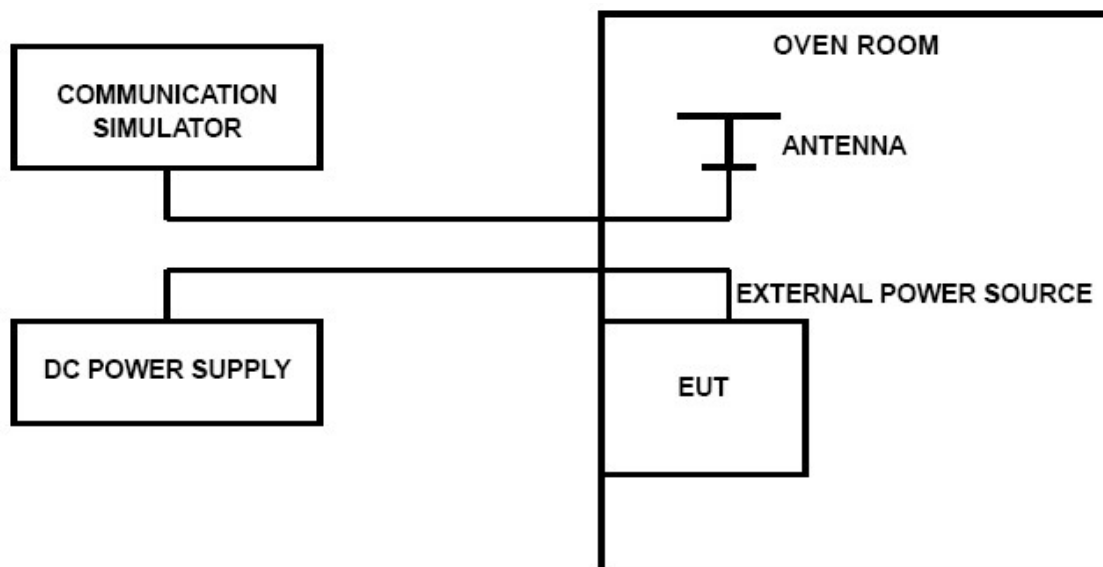 COMMUNICATION
SIMULATOR
OVEN ROOM
ANTENNA
EXTERNAL POWER SOURCE
DC POWER SUPPLY
EUT